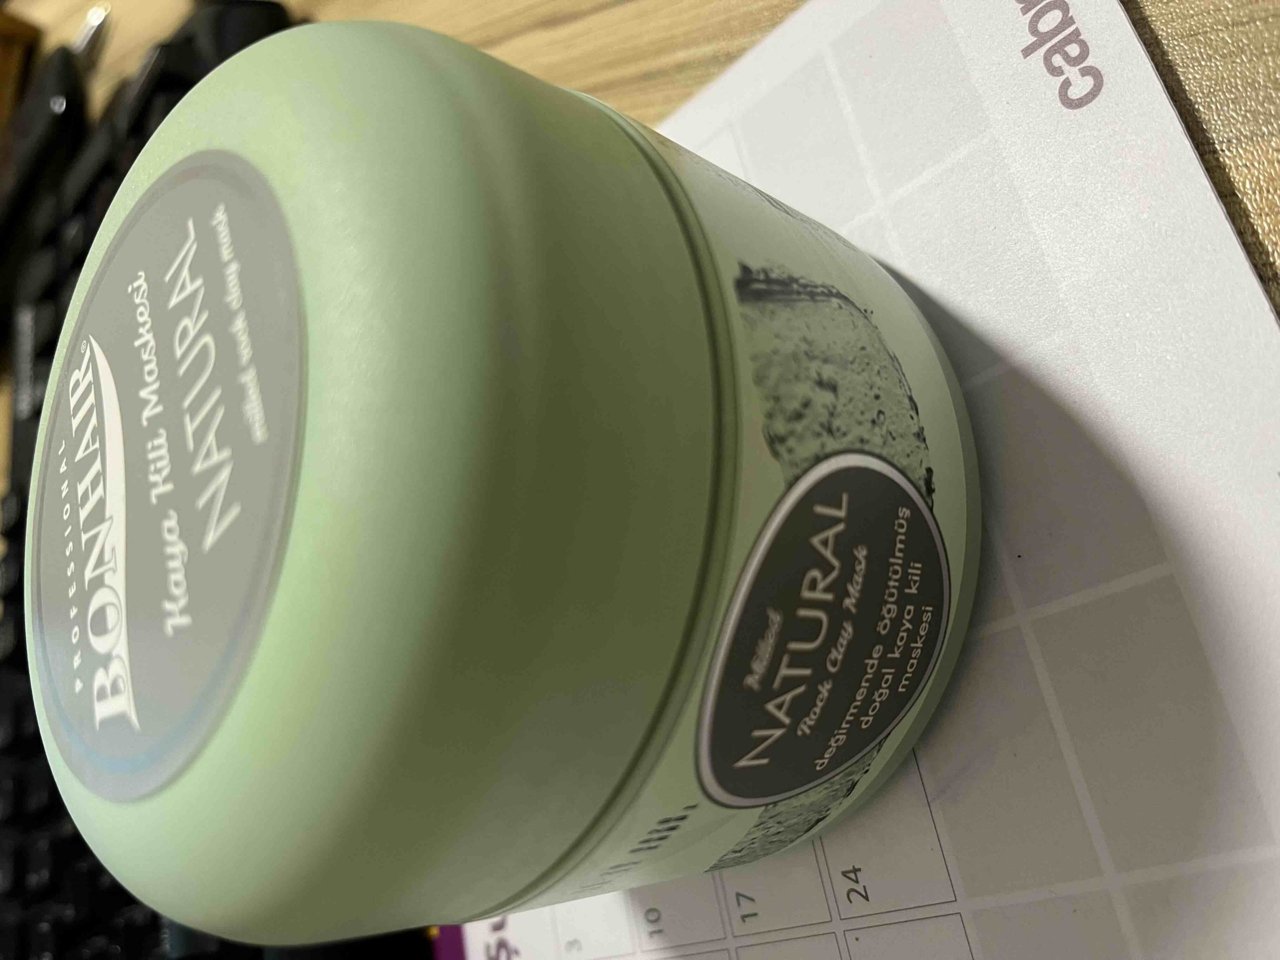 PROFESSIONAL
BONHAIR®
Kaya Kili Maskesi
NATURAL
milled rock clay mask
Milled
NATURAL
Rock Clay Mask
değirmende öğütülmüş
doğal kaya kili
maskesi
3
10
17
24